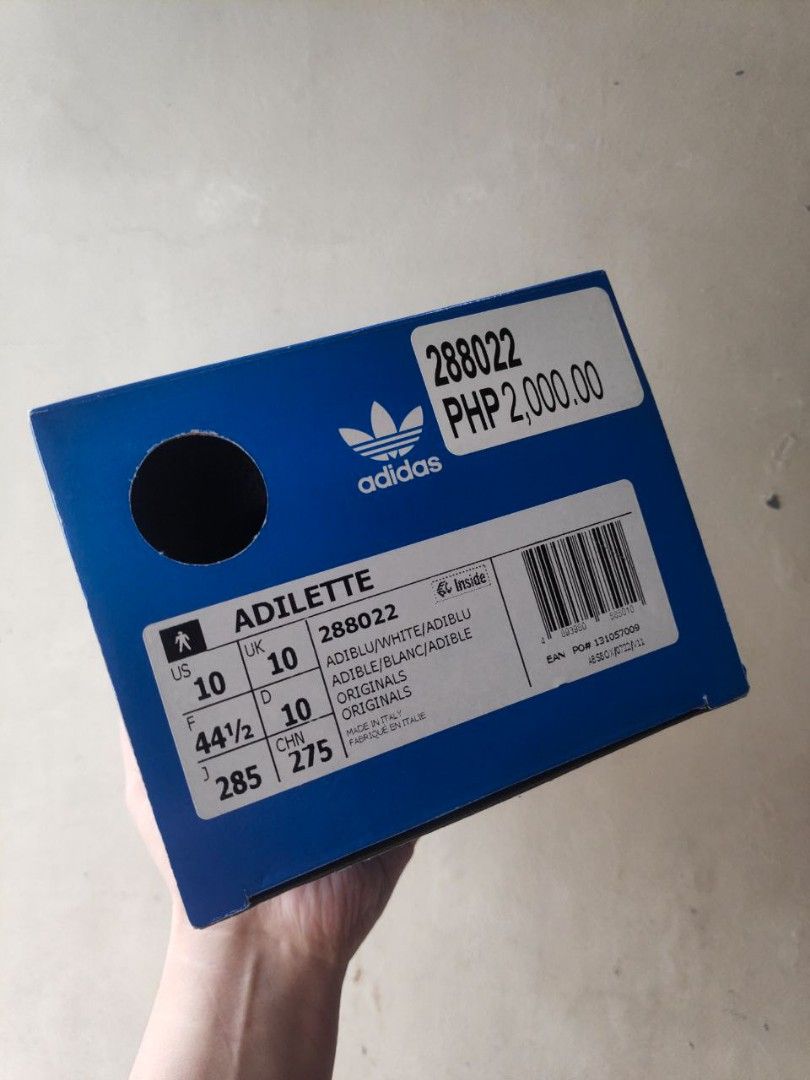 288022
PHP 2,000.00
adidas
ADILETTE
Inside
US 10
UK 10
F 44½
D 10
J 285
CHN 275
288022
ADIBLU/WHITE/ADIBLU
ADIBLE/BLANC/ADIBLE
ORIGINALS
ORIGINALS
MADE IN ITALY
FABRIQUÉ EN ITALIE
EAN PO# 131057009